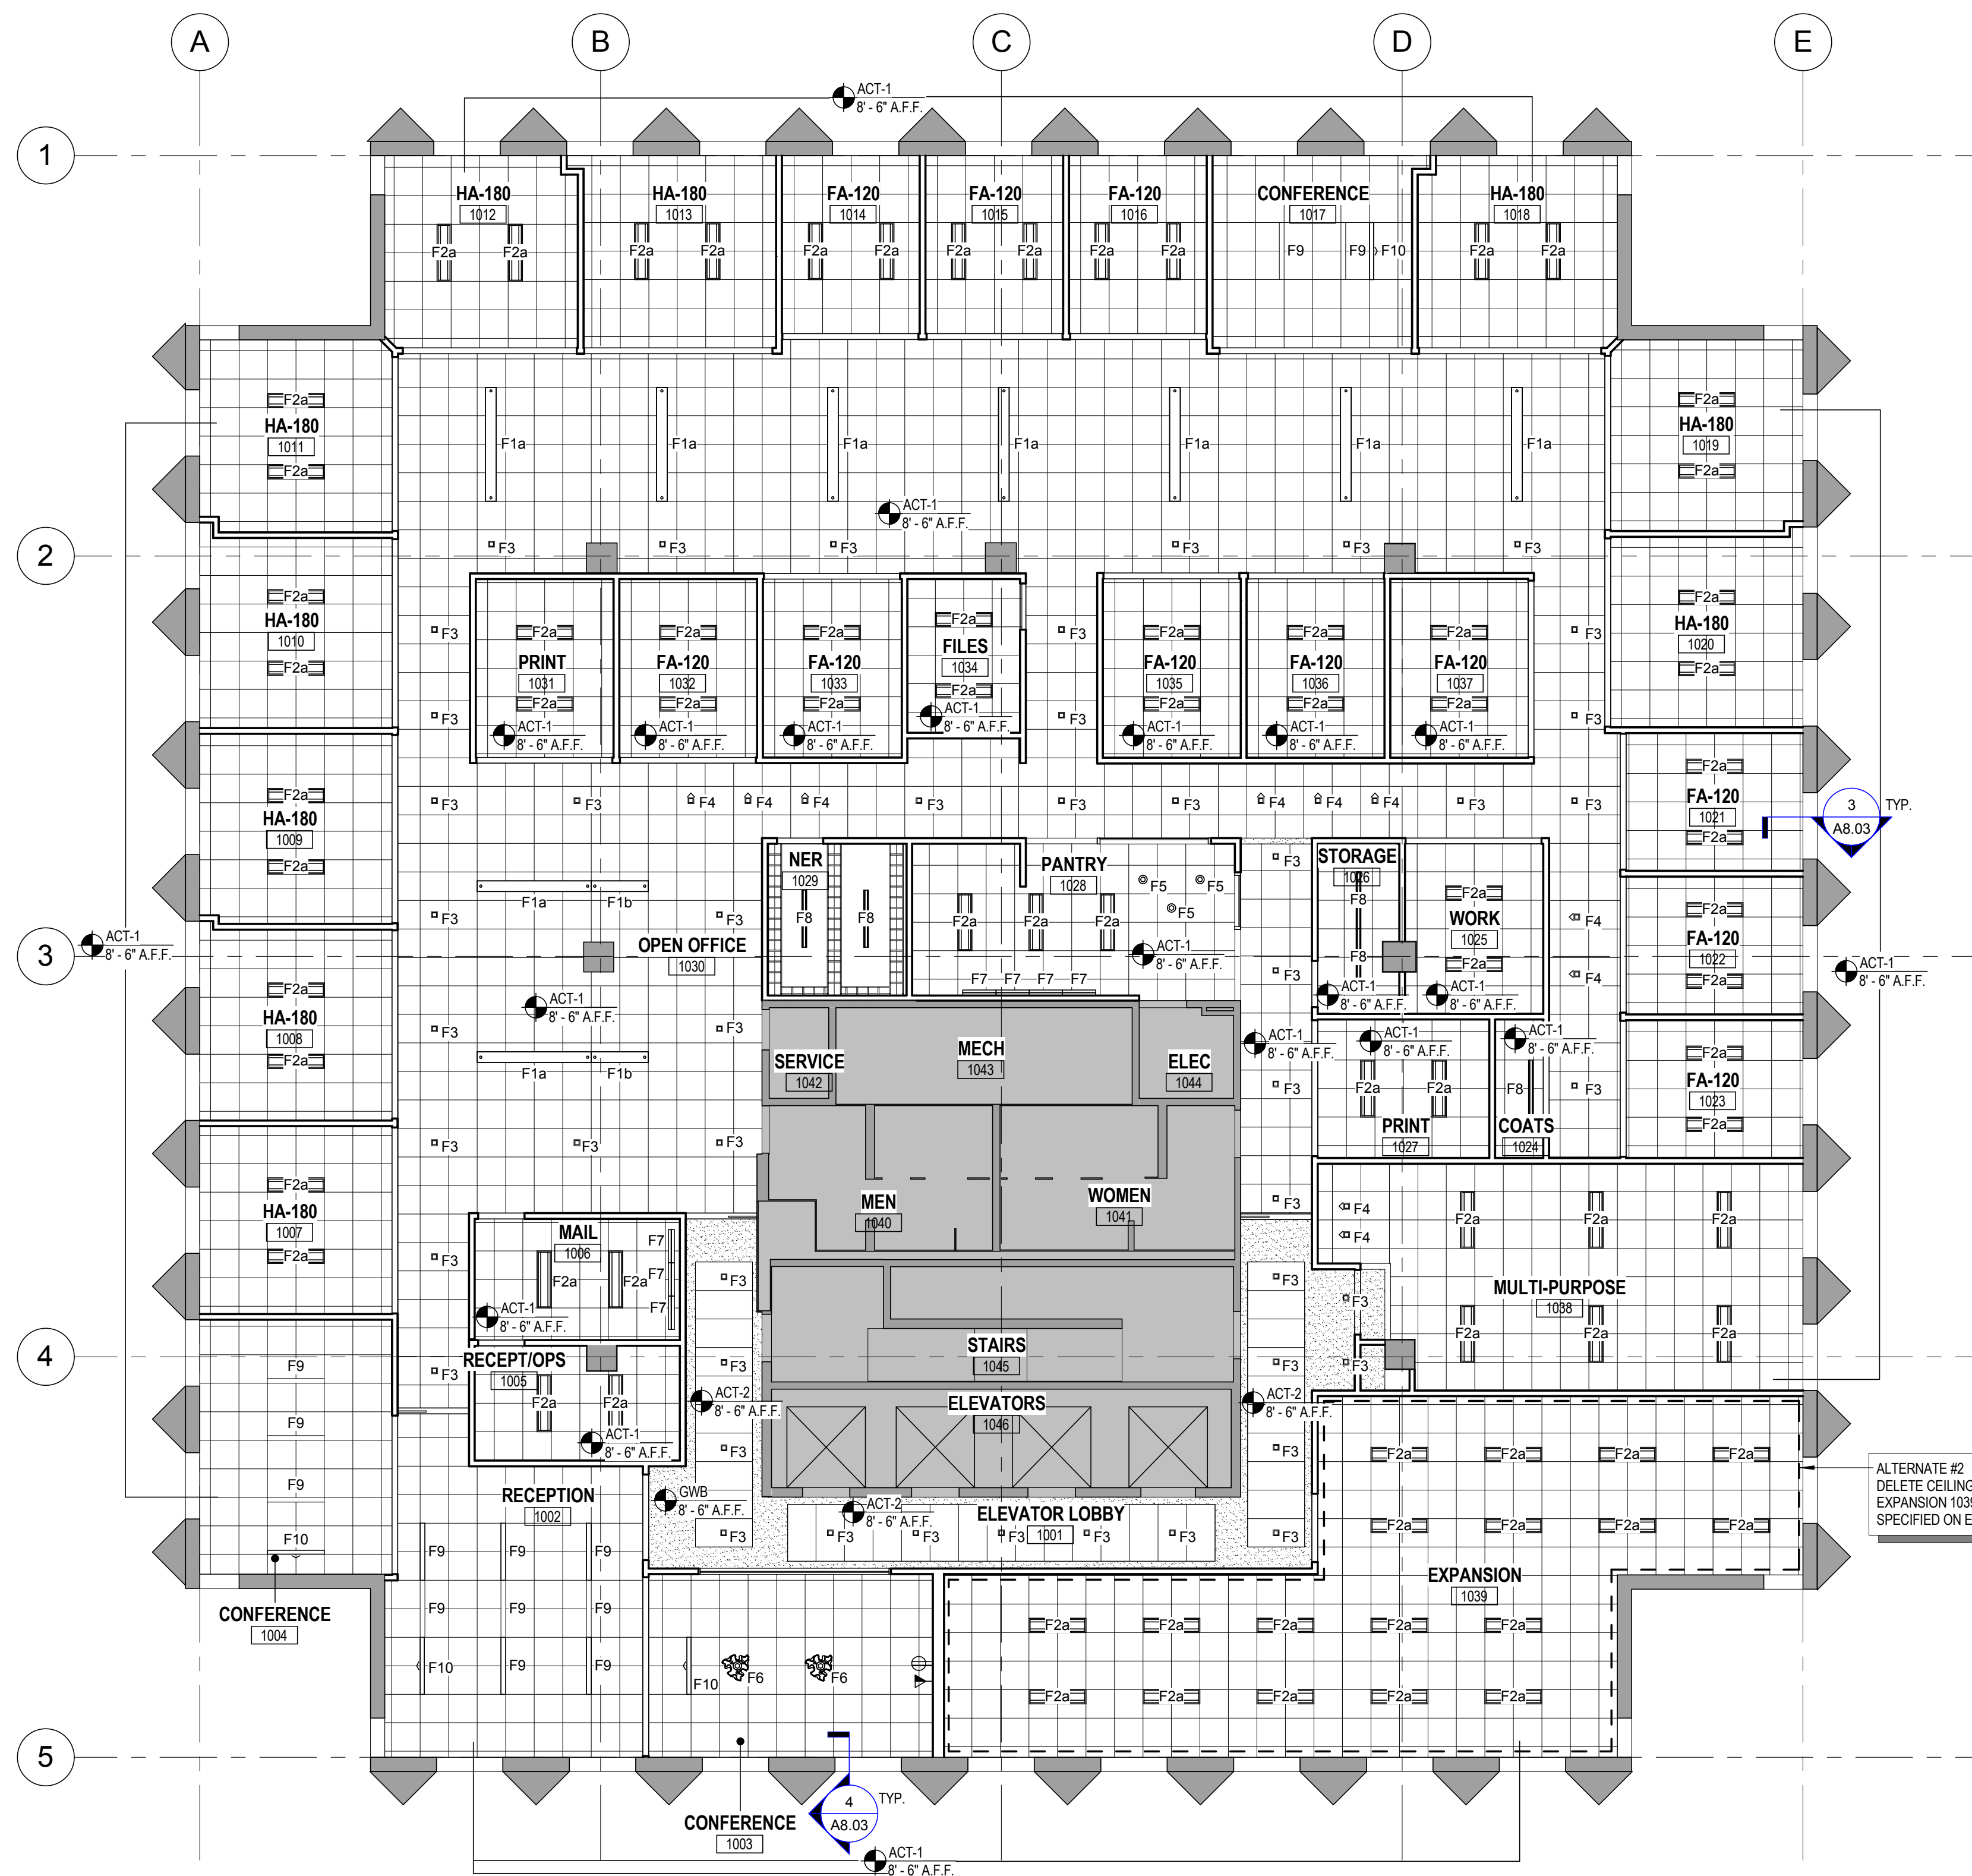 A B C D E
ACT-1
8' - 6" A.F.F.
1
HA-180
1012
F2a F2a
HA-180
1013
F2a F2a
FA-120
1014
F2a F2a
FA-120
1015
F2a F2a
FA-120
1016
F2a F2a
CONFERENCE
1017
F9 F9 F10
HA-180
1018
F2a F2a
F2a
HA-180
1011
F2a
F1a F1a F1a F1a F1a F1a F1a
F2a
HA-180
1019
F2a
ACT-1
8' - 6" A.F.F.
2
F3 F3 F3 F3 F3 F3
F2a
HA-180
1010
F2a
F3
F3
F2a
PRINT
1031
F2a
ACT-1
8' - 6" A.F.F.
F2a
FA-120
1032
F2a
ACT-1
8' - 6" A.F.F.
F2a
FA-120
1033
F2a
ACT-1
8' - 6" A.F.F.
F2a
FILES
1034
F2a
ACT-1
8' - 6" A.F.F.
F3
F3
F2a
FA-120
1035
F2a
ACT-1
8' - 6" A.F.F.
F2a
FA-120
1036
F2a
ACT-1
8' - 6" A.F.F.
F2a
FA-120
1037
F2a
ACT-1
8' - 6" A.F.F.
F3
F3
F2a
HA-180
1020
F2a
F2a
HA-180
1009
F2a
F3 F3 F4 F4 F4 F3 F3 F3 F4 F4 F4 F3 F3
F2a
FA-120
1021
F2a
3
A8.03
TYP.
3
ACT-1
8' - 6" A.F.F.
F1a F1b
F3 F3
OPEN OFFICE
1030
ACT-1
8' - 6" A.F.F.
F3 F3
F1a F1b
F3 F3 F3
NER
1029
F8 F8
PANTRY
1028
F5 F5
F5
F2a F2a F2a
ACT-1
8' - 6" A.F.F.
F7 F7 F7 F7
F3
F3
ACT-1
8' - 6" A.F.F.
F3
F3
STORAGE
1026
F8
F8
ACT-1
8' - 6" A.F.F.
F2a
WORK
1025
F2a
ACT-1
8' - 6" A.F.F.
F4
F4
F3
F2a
FA-120
1022
F2a
ACT-1
8' - 6" A.F.F.
F2a
HA-180
1008
F2a
SERVICE
1042
MECH
1043
ELEC
1044
ACT-1
8' - 6" A.F.F.
F2a F2a
PRINT
1027
ACT-1
8' - 6" A.F.F.
F8
COATS
1024
F2a
FA-120
1023
F2a
F2a
HA-180
1007
F2a
MEN
1040
WOMEN
1041
F3
F3
MAIL
1006
F2a F2a
F7
F7
F7
ACT-1
8' - 6" A.F.F.
F4
F4
F2a F2a F2a
MULTI-PURPOSE
1038
F2a F2a F2a
F3
F3
4
RECEPT/OPS
1005
F2a F2a
ACT-1
8' - 6" A.F.F.
F3
F3
ACT-2
8' - 6" A.F.F.
F3
F3
STAIRS
1045
ELEVATORS
1046
F3
F3
ACT-2
8' - 6" A.F.F.
F3
F3
F9
F9
F9
F10
CONFERENCE
1004
RECEPTION
1002
F9 F9 F9
F9 F9 F9
F10 F9 F9
GWB
8' - 6" A.F.F.
ACT-2
8' - 6" A.F.F.
ELEVATOR LOBBY
1001
F3 F3 F3 F3 F3
F2a F2a F2a F2a
F2a F2a F2a F2a
EXPANSION
1039
F2a F2a F2a F2a F2a
F2a F2a F2a F2a F2a
ALTERNATE #2
DELETE CEILING
EXPANSION 1039
SPECIFIED ON E
F10 F6 F6
5
CONFERENCE
1003
4
A8.03
TYP.
ACT-1
8' - 6" A.F.F.